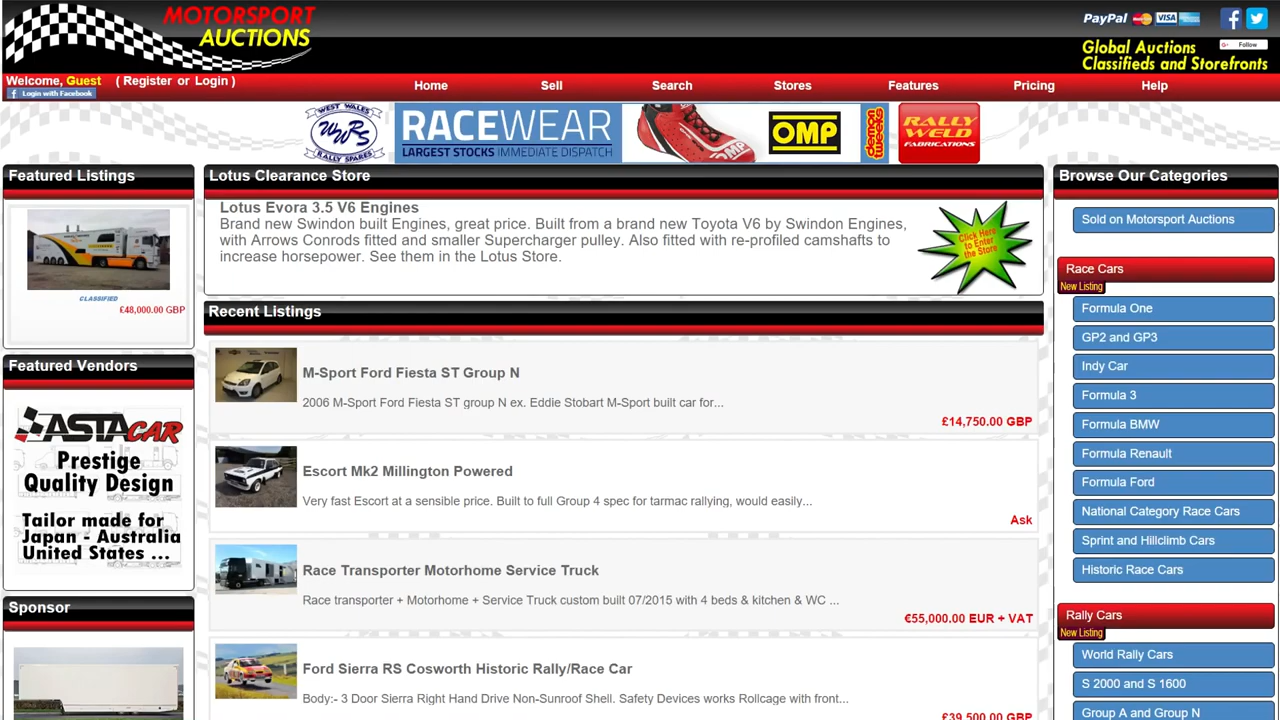 MOTORSPORT
AUCTIONS
PayPal VISA
Follow
Global Auctions
Classifieds and Storefronts
Welcome, Guest ( Register or Login )
Login with Facebook
Home Sell Search Stores Features Pricing Help
WEST WALES
WWRS
RALLY SPARES
RACEWEAR
LARGEST STOCKS IMMEDIATE DISPATCH
OMP
demon tweeks
RALLY
WELD
FABRICATIONS
Featured Listings
CLASSIFIED
£48,000.00 GBP
Featured Vendors
ASTACAR
Prestige
Quality Design
Tailor made for
Japan - Australia
United States ...
Sponsor
Lotus Clearance Store
Lotus Evora 3.5 V6 Engines
Brand new Swindon built Engines, great price. Built from a brand new Toyota V6 by Swindon Engines,
with Arrows Conrods fitted and smaller Supercharger pulley. Also fitted with re-profiled camshafts to
increase horsepower. See them in the Lotus Store.
Click Here
to Enter
the Store
Recent Listings
M-Sport Ford Fiesta ST Group N
2006 M-Sport Ford Fiesta ST group N ex. Eddie Stobart M-Sport built car for...
£14,750.00 GBP
Escort Mk2 Millington Powered
Very fast Escort at a sensible price. Built to full Group 4 spec for tarmac rallying, would easily...
Ask
Race Transporter Motorhome Service Truck
Race transporter + Motorhome + Service Truck custom built 07/2015 with 4 beds & kitchen & WC ...
€55,000.00 EUR + VAT
Ford Sierra RS Cosworth Historic Rally/Race Car
Body:- 3 Door Sierra Right Hand Drive Non-Sunroof Shell. Safety Devices works Rollcage with front...
£39,500.00 GBP
Browse Our Categories
Sold on Motorsport Auctions
Race Cars
New Listing
Formula One
GP2 and GP3
Indy Car
Formula 3
Formula BMW
Formula Renault
Formula Ford
National Category Race Cars
Sprint and Hillclimb Cars
Historic Race Cars
Rally Cars
New Listing
World Rally Cars
S 2000 and S 1600
Group A and Group N